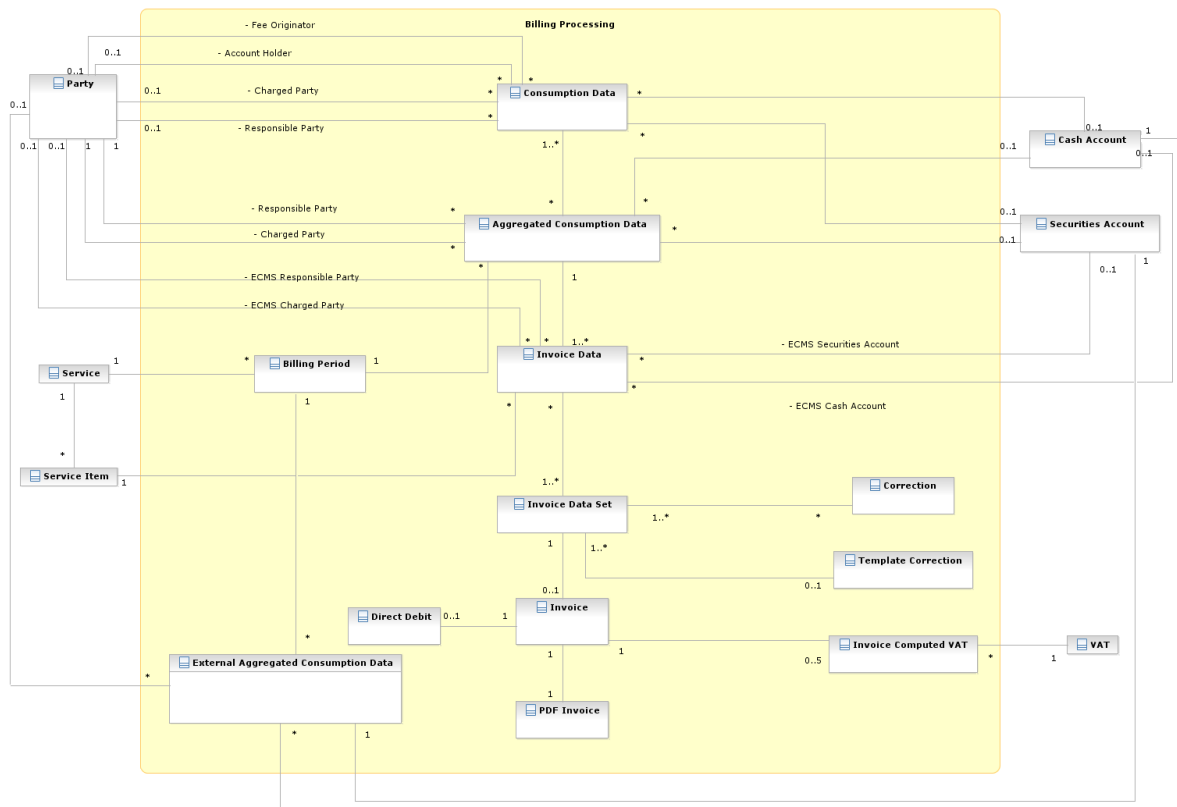 - Fee Originator
Billing Processing
0..1
- Account Holder
0..1
Party
*
*
0..1
- Charged Party
*
Consumption Data
*
0..1
*
0..1
- Responsible Party
*
0..1
1
Cash Account
0..1
0..1
0..1
1
1
1..*
0..1
0..1
- Responsible Party
*
*
*
0..1
Aggregated Consumption Data
*
Securities Account
- Charged Party
*
0..1
*
1
0..1
1
- ECMS Responsible Party
- ECMS Charged Party
*
*
1..*
- ECMS Securities Account
Service
1
*
Billing Period
1
Invoice Data
*
*
1
1
*
*
- ECMS Cash Account
*
Service Item
1
1..*
Correction
Invoice Data Set
1..*
*
1
1..*
Template Correction
0..1
0..1
Direct Debit
0..1
1
Invoice
*
1
1
Invoice Computed VAT
0..5
*
1
VAT
External Aggregated Consumption Data
*
1
PDF Invoice
*
1